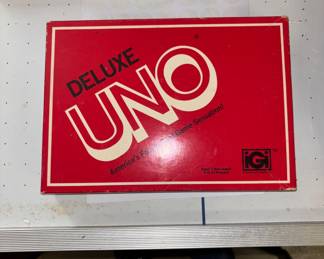 DELUXE
UNO
America's Game Sensation!
IGI